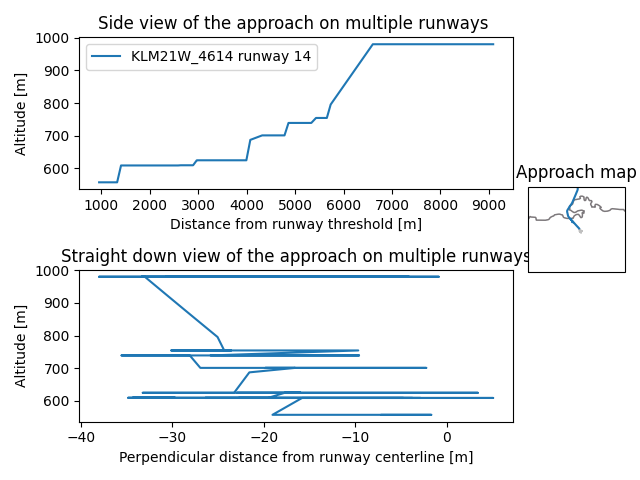 Side view of the approach on multiple runways
1000
900
800
700
600
Altitude [m]
KLM21W_4614 runway 14
1000 2000 3000 4000 5000 6000 7000 8000 9000
Distance from runway threshold [m]
Approach map
Straight down view of the approach on multiple runways
1000
900
800
700
600
Altitude [m]
−40 −30 −20 −10 0
Perpendicular distance from runway centerline [m]